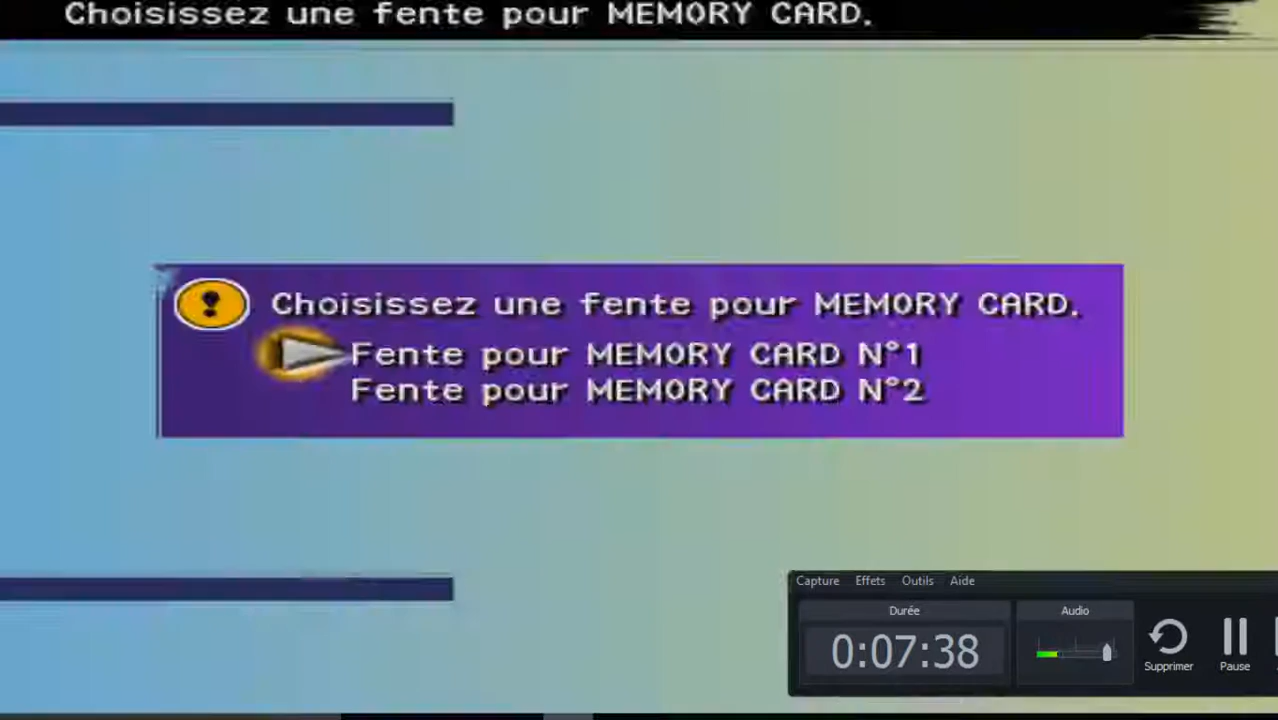 Choisissez une fente pour MEMORY CARD.
Choisissez une fente pour MEMORY CARD.
Fente pour MEMORY CARD N°1
Fente pour MEMORY CARD N°2
Capture Effets Outils Aide
Durée Audio
0:07:38
Supprimer Pause